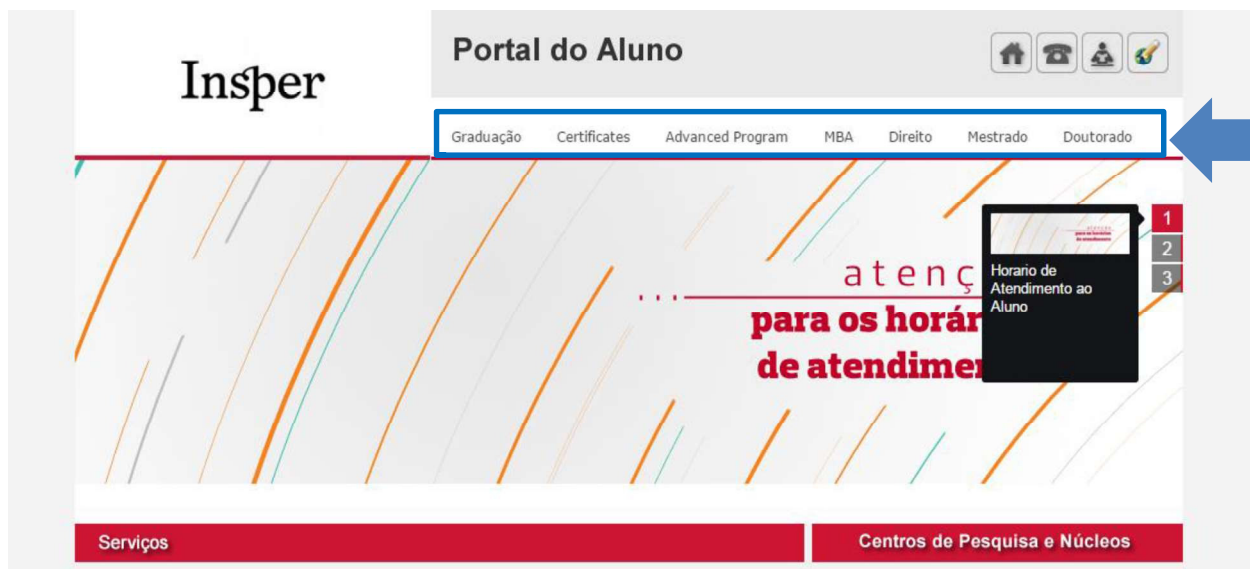 Insper
Portal do Aluno
Graduação Certificates Advanced Program MBA Direito Mestrado Doutorado
1
2
3
Horario de
Atendimento ao
Aluno
atenç
para os horár
de atendime
Serviços
Centros de Pesquisa e Núcleos